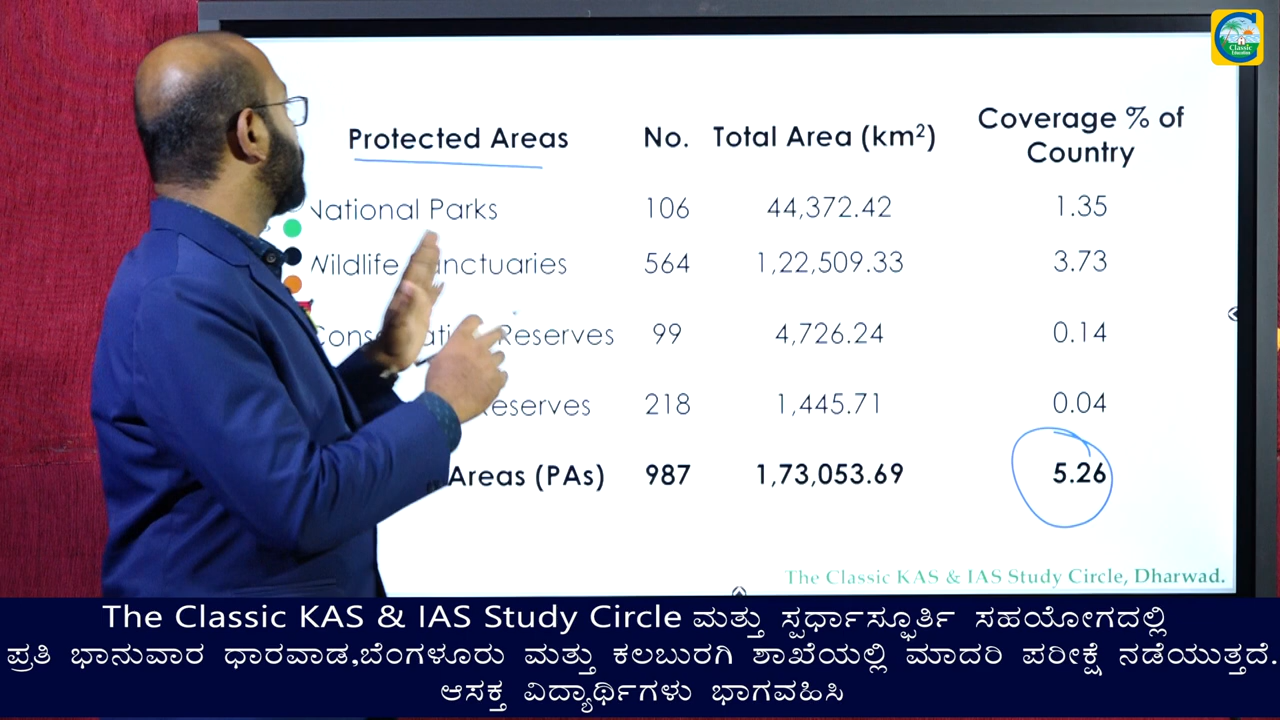 Classic
Education
Protected Areas No. Total Area (km²) Coverage % of Country
National Parks 106 44,372.42 1.35
Wildlife Sanctuaries 564 1,22,509.33 3.73
Reserves 99 4,726.24 0.14
Reserves 218 1,445.71 0.04
Areas (PAs) 987 1,73,053.69 5.26
The Classic KAS & IAS Study Circle, Dharwad.
The Classic KAS & IAS Study Circle ಮತ್ತು ಸ್ಪರ್ಧಾಸ್ಫೂರ್ತಿ ಸಹಯೋಗದಲ್ಲಿ
ಪ್ರತಿ ಭಾನುವಾರ ಧಾರವಾಡ,ಬೆಂಗಳೂರು ಮತ್ತು ಕಲಬುರಗಿ ಶಾಖೆಯಲ್ಲಿ ಮಾದರಿ ಪರೀಕ್ಷೆ ನಡೆಯುತ್ತದೆ.
ಆಸಕ್ತ ವಿದ್ಯಾರ್ಥಿಗಳು ಭಾಗವಹಿಸಿ